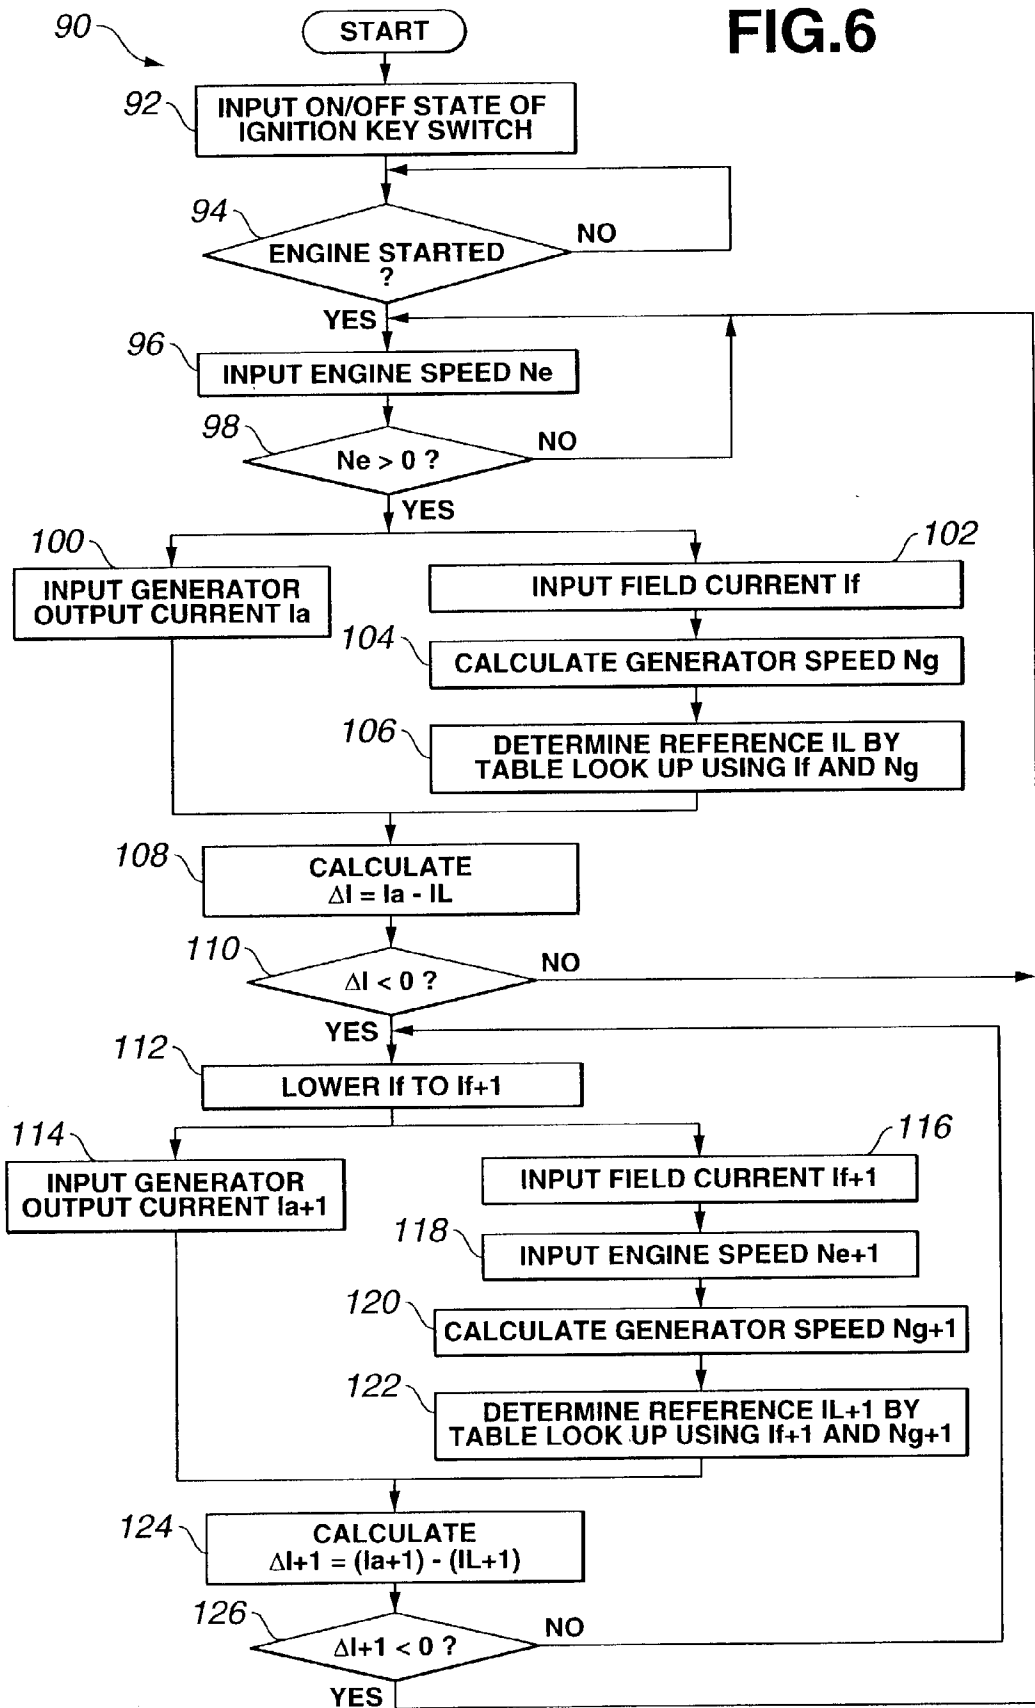 FIG.6
90
START
92
INPUT ON/OFF STATE OF
IGNITION KEY SWITCH
94
ENGINE STARTED
?
NO
YES
96
INPUT ENGINE SPEED Ne
98
Ne > 0 ?
NO
YES
100
INPUT GENERATOR
OUTPUT CURRENT Ia
102
INPUT FIELD CURRENT If
104
CALCULATE GENERATOR SPEED Ng
106
DETERMINE REFERENCE IL BY
TABLE LOOK UP USING If AND Ng
108
CALCULATE
ΔI = Ia - IL
110
ΔI < 0 ?
NO
YES
112
LOWER If TO If+1
114
INPUT GENERATOR
OUTPUT CURRENT Ia+1
116
INPUT FIELD CURRENT If+1
118
INPUT ENGINE SPEED Ne+1
120
CALCULATE GENERATOR SPEED Ng+1
122
DETERMINE REFERENCE IL+1 BY
TABLE LOOK UP USING If+1 AND Ng+1
124
CALCULATE
ΔI+1 = (Ia+1) - (IL+1)
126
ΔI+1 < 0 ?
NO
YES